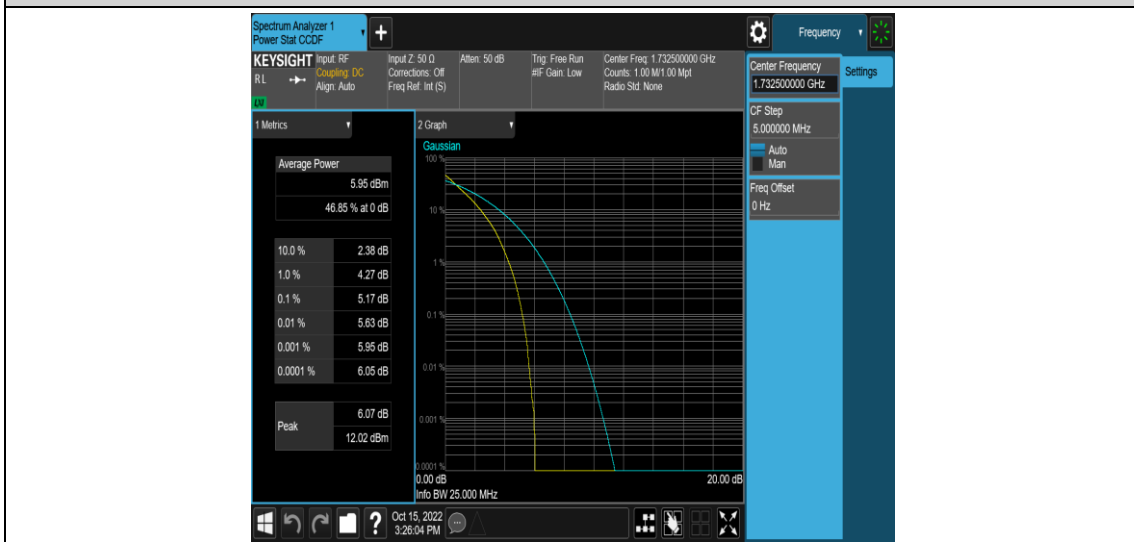 Spectrum Analyzer 1
Power Stat CCDF
+
Frequency
KEYSIGHT
RL
LXI
Input: RF
Coupling: DC
Align: Auto
Input Z: 50 Ω
Corrections: Off
Freq Ref: Int (S)
Atten: 50 dB
Trig: Free Run
#IF Gain: Low
Center Freq: 1.732500000 GHz
Counts: 1.00 M/1.00 Mpt
Radio Std: None
Center Frequency
1.732500000 GHz
Settings
CF Step
5.000000 MHz
Auto
Man
Freq Offset
0 Hz
1 Metrics
Average Power
5.95 dBm
46.85 % at 0 dB
10.0 % 2.38 dB
1.0 % 4.27 dB
0.1 % 5.17 dB
0.01 % 5.63 dB
0.001 % 5.95 dB
0.0001 % 6.05 dB
Peak
6.07 dB
12.02 dBm
2 Graph
Gaussian
100 %
10 %
1 %
0.1 %
0.01 %
0.001 %
0.0001 %
0.00 dB 20.00 dB
Info BW 25.000 MHz
?
Oct 15, 2022
3:26:04 PM